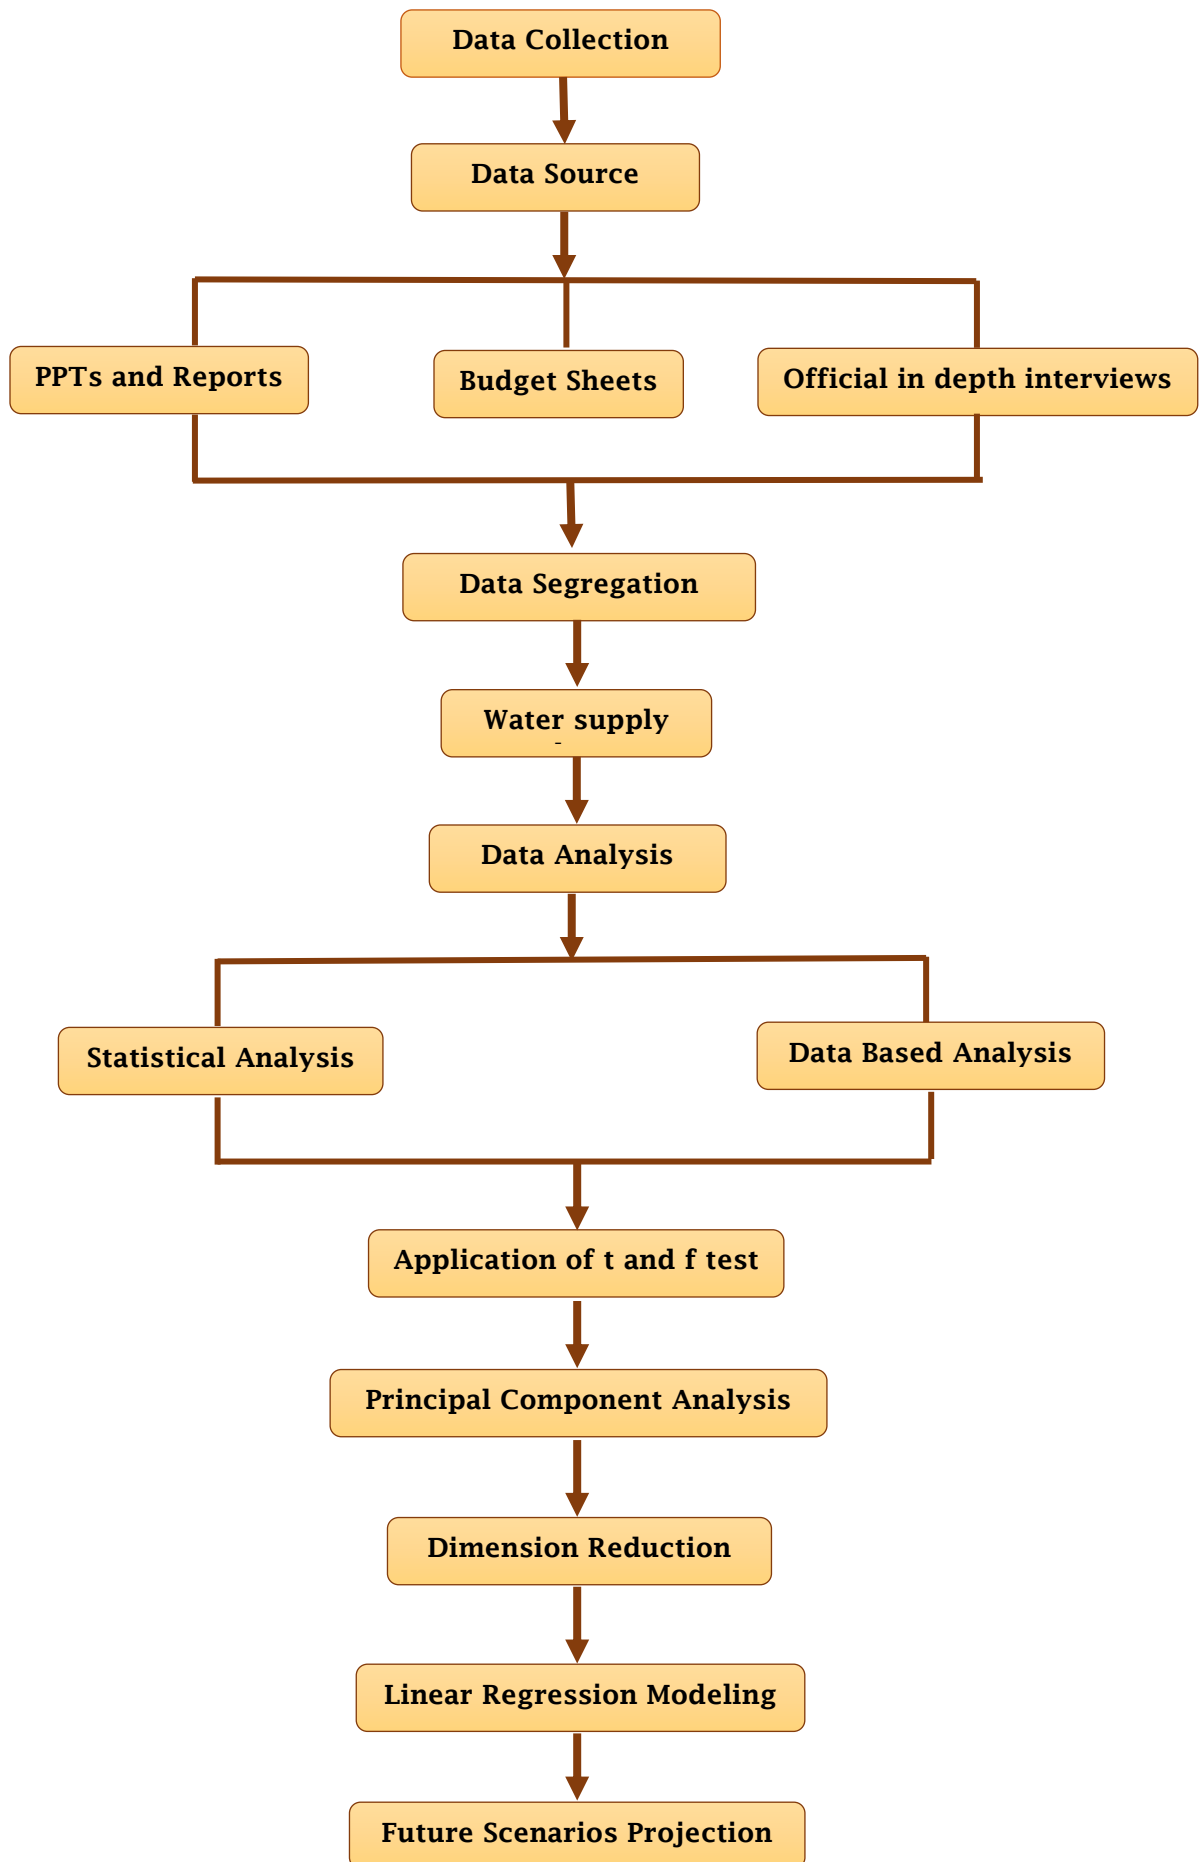 Data Collection
Data Source
PPTs and Reports
Budget Sheets
Official in depth interviews
Data Segregation
Water supply
Data Analysis
Statistical Analysis
Data Based Analysis
Application of t and f test
Principal Component Analysis
Dimension Reduction
Linear Regression Modeling
Future Scenarios Projection